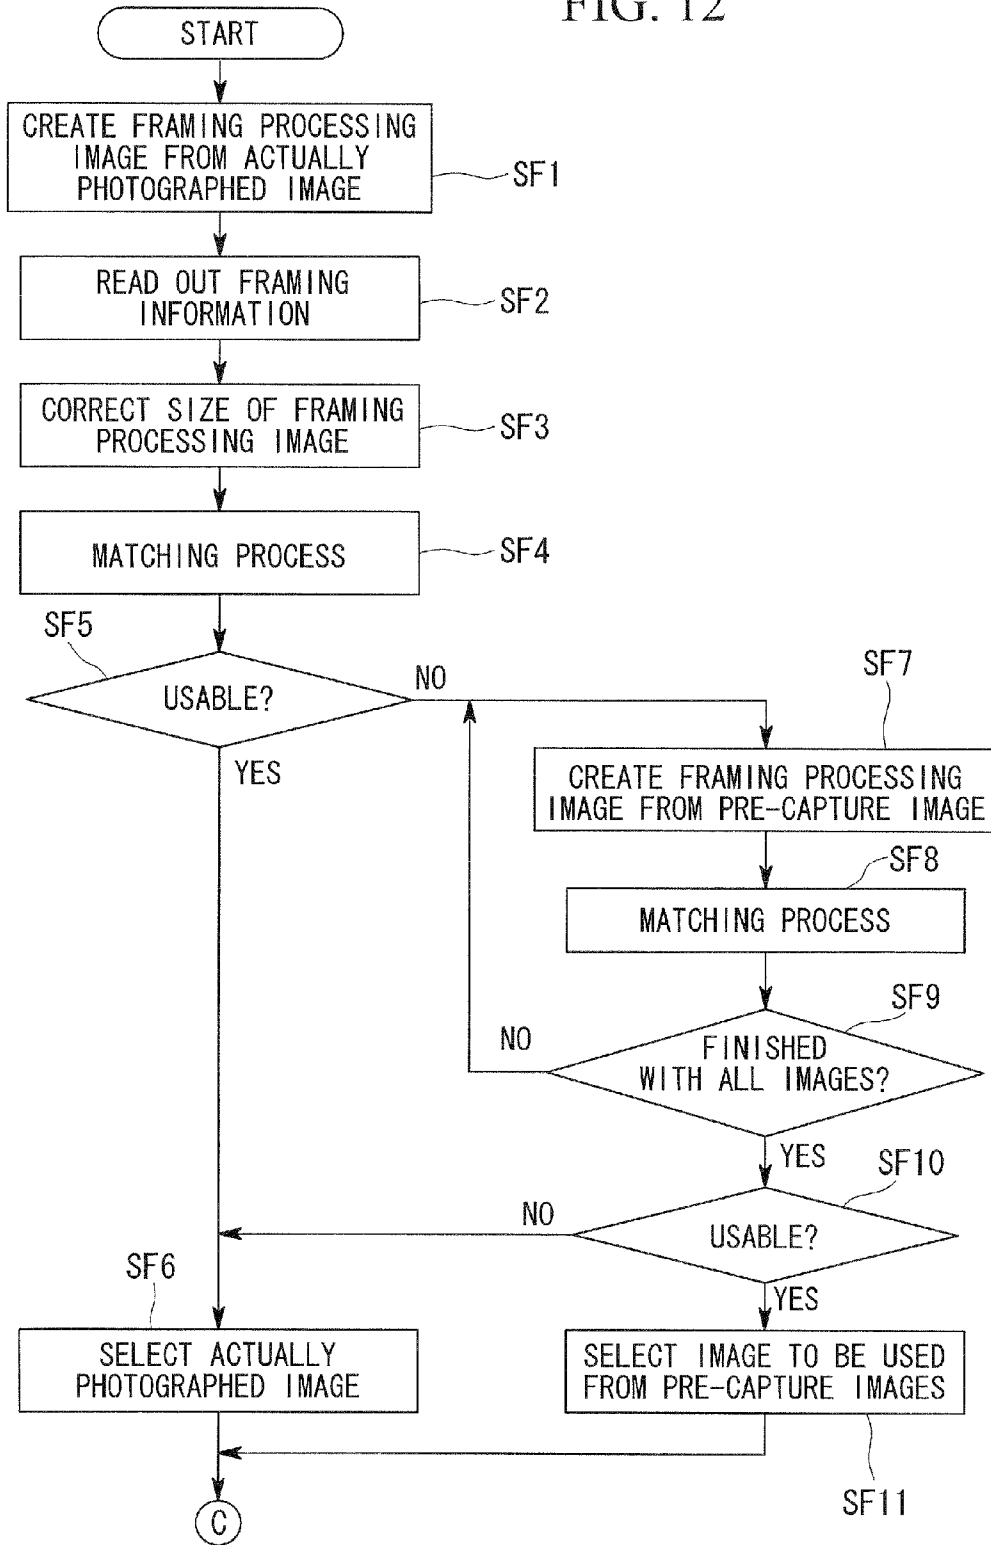 FIG. 12
START
CREATE FRAMING PROCESSING
IMAGE FROM ACTUALLY
PHOTOGRAPHED IMAGE
SF1
READ OUT FRAMING
INFORMATION
SF2
CORRECT SIZE OF FRAMING
PROCESSING IMAGE
SF3
MATCHING PROCESS
SF4
SF5
USABLE?
NO
YES
SF7
CREATE FRAMING PROCESSING
IMAGE FROM PRE-CAPTURE IMAGE
SF8
MATCHING PROCESS
SF9
NO
FINISHED
WITH ALL IMAGES?
YES
SF10
NO
USABLE?
YES
SF6
SELECT ACTUALLY
PHOTOGRAPHED IMAGE
SELECT IMAGE TO BE USED
FROM PRE-CAPTURE IMAGES
SF11
C